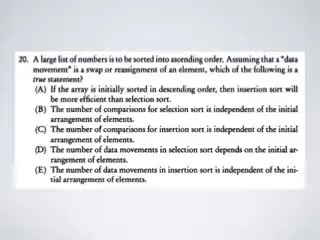 20. A large list of numbers is to be sorted into ascending order. Assuming that a "data
movement" is a swap or reassignment of an element, which of the following is a
true statement?
(A) If the array is initially sorted in descending order, then insertion sort will
be more efficient than selection sort.
(B) The number of comparisons for selection sort is independent of the initial
arrangement of elements.
(C) The number of comparisons for insertion sort is independent of the initial
arrangement of elements.
(D) The number of data movements in selection sort depends on the initial ar-
rangement of elements.
(E) The number of data movements in insertion sort is independent of the ini-
tial arrangement of elements.